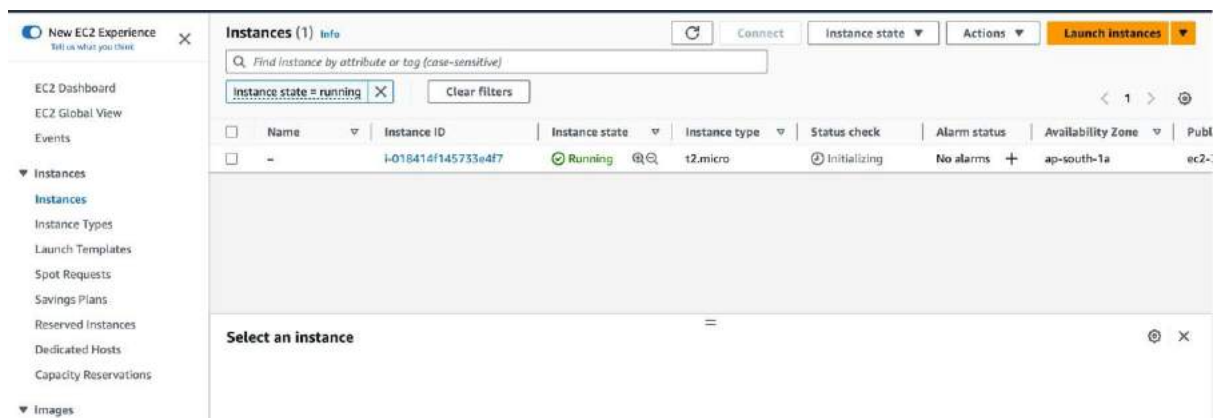 New EC2 Experience
Tell us what you think
EC2 Dashboard
EC2 Global View
Events
Instances
Instances
Instance Types
Launch Templates
Spot Requests
Savings Plans
Reserved Instances
Dedicated Hosts
Capacity Reservations
Images
Instances (1) Info
Connect
Instance state
Actions
Launch instances
Find instance by attribute or tag (case-sensitive)
Instance state = running
Clear filters
1
Name Instance ID Instance state Instance type Status check Alarm status Availability Zone Publ
– i-018414f145733e4f7 Running t2.micro Initializing No alarms + ap-south-1a ec2-
Select an instance